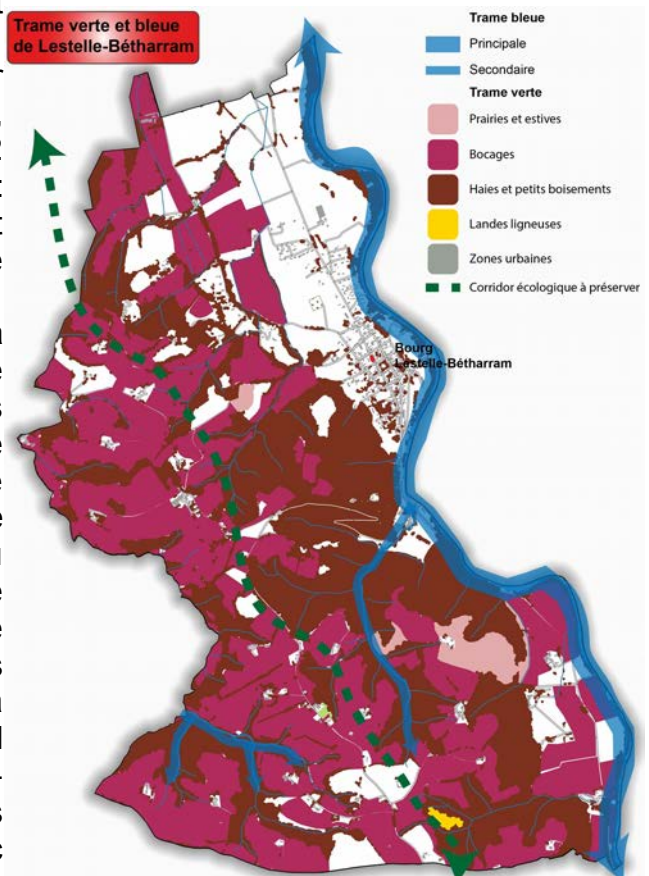 Trame verte et bleue
de Lestelle-Bétharram
Trame bleue
Principale
Secondaire
Trame verte
Prairies et estives
Bocages
Haies et petits boisements
Landes ligneuses
Zones urbaines
Corridor écologique à préserver
Bourg
Lestelle-Bétharram